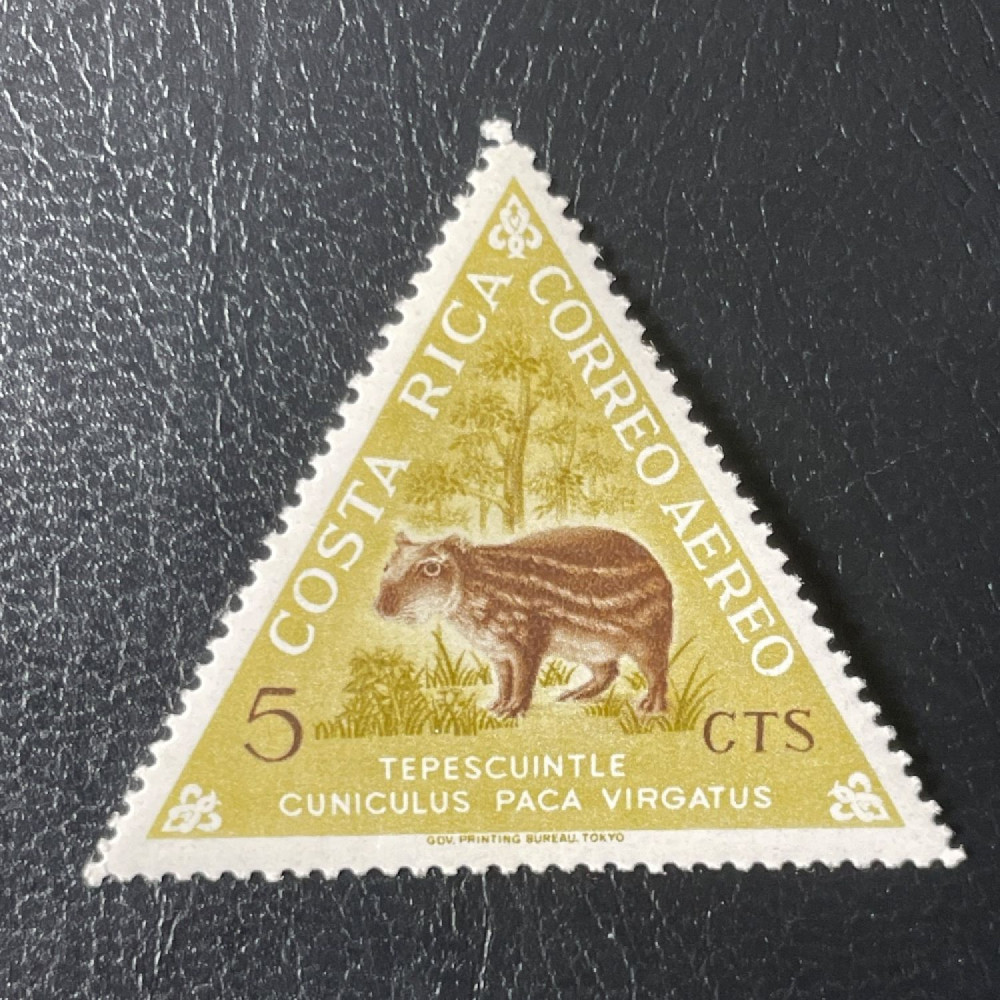 COSTA RICA
CORREO AEREO
5 CTS
TEPESCUINTLE
CUNICULUS PACA VIRGATUS
GOV. PRINTING BUREAU. TOKYO